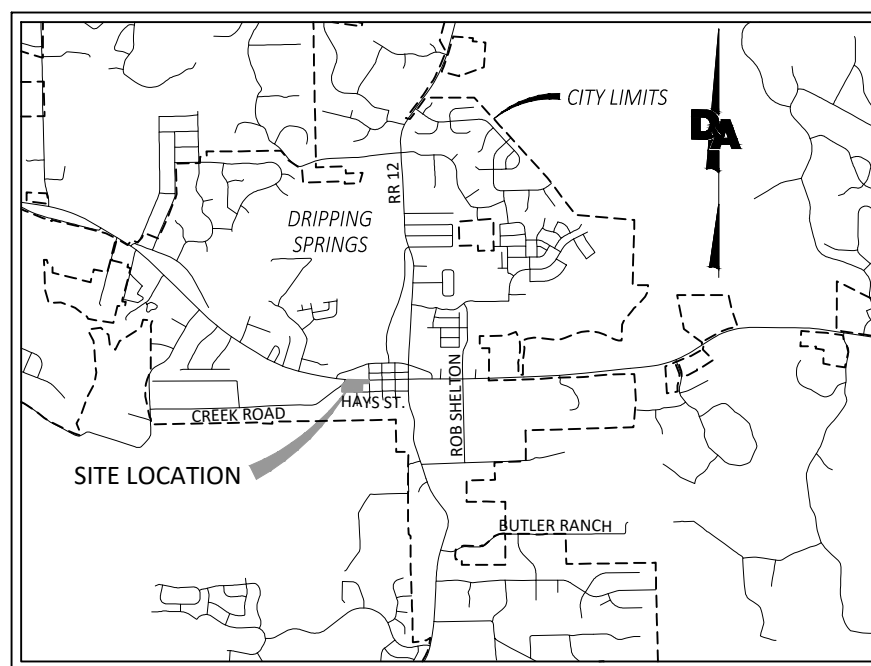 CITY LIMITS
DA
RR 12
DRIPPING
SPRINGS
ROB SHELTON
HAYS ST.
CREEK ROAD
SITE LOCATION
BUTLER RANCH